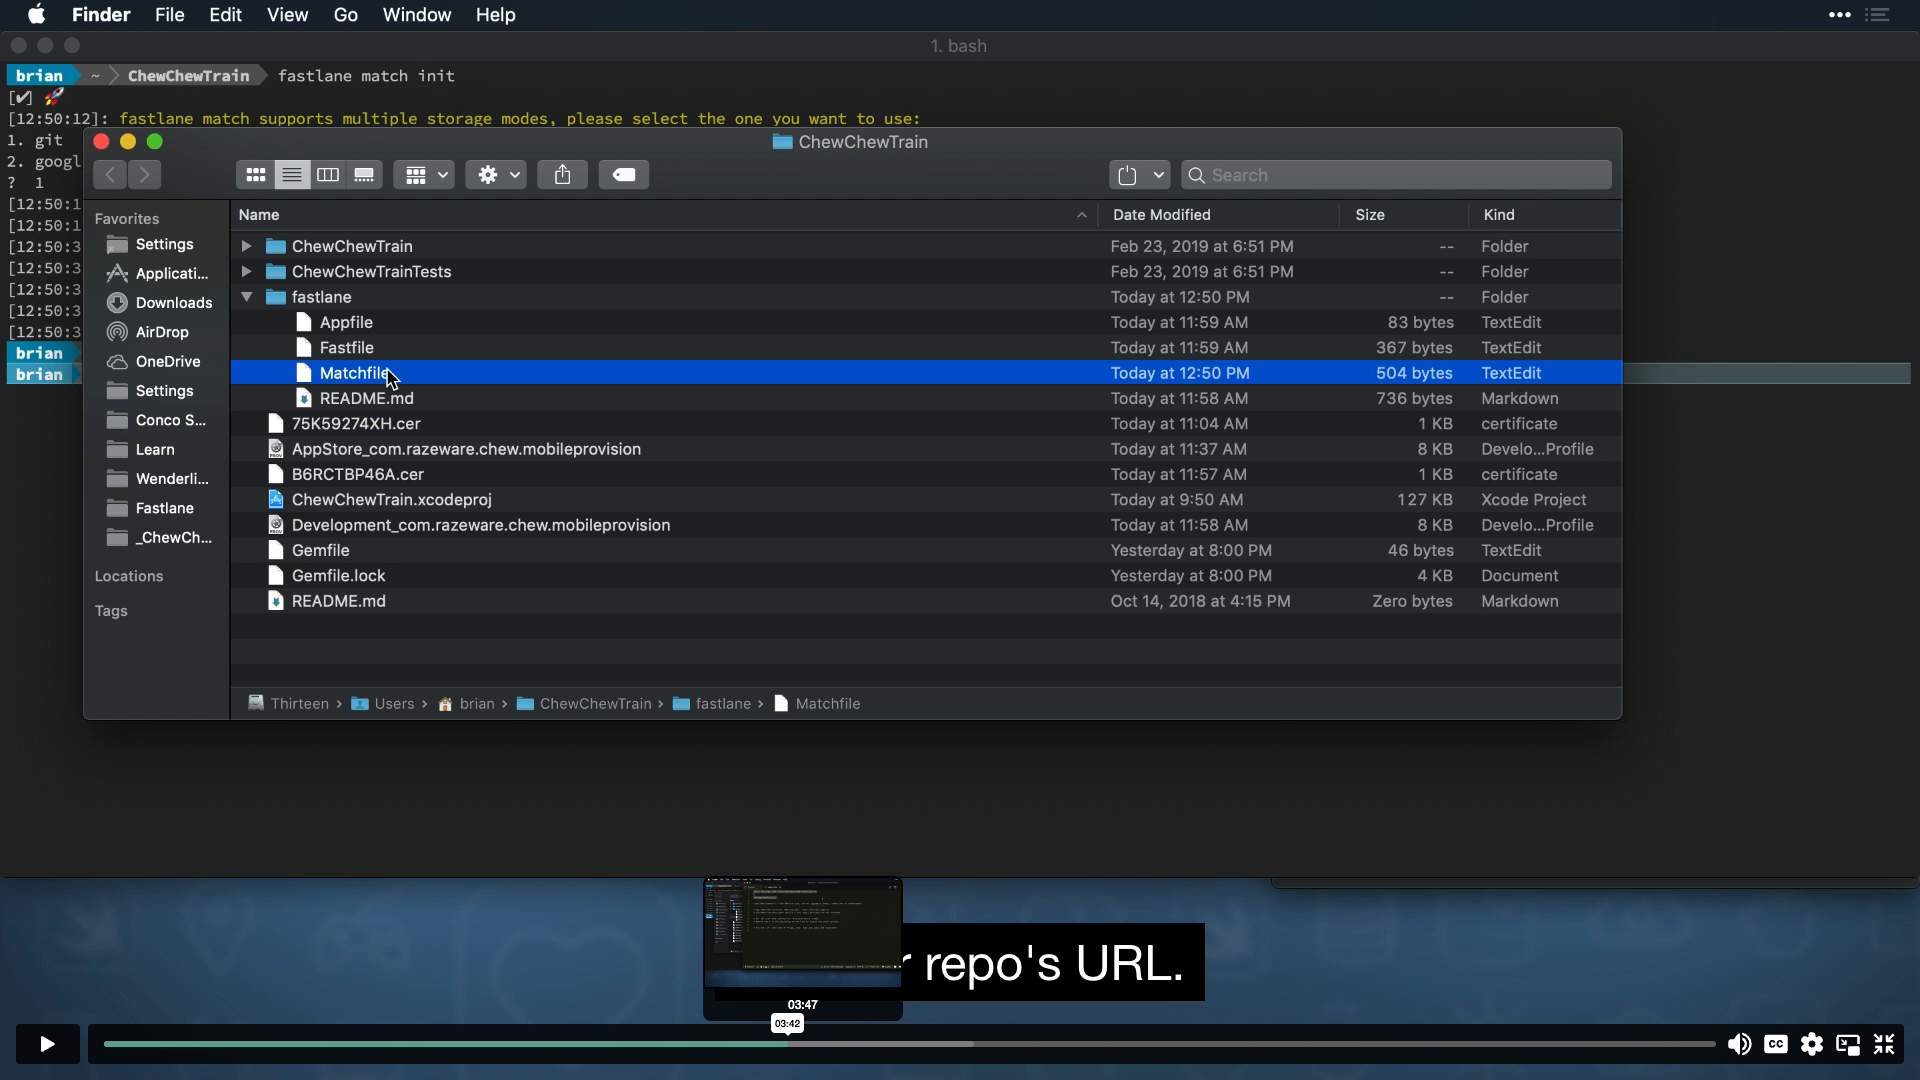 Finder File Edit View Go Window Help
1. bash
brian ~ ChewChewTrain fastlane match init
[✔] 🚀
[12:50:12]: fastlane match supports multiple storage modes, please select the one you want to use:
1. git
2. googl
? 1
[12:50:1
[12:50:1
[12:50:3
[12:50:3
[12:50:3
[12:50:3
[12:50:3
brian
brian
ChewChewTrain
Search
Favorites
Settings
Applicati...
Downloads
AirDrop
OneDrive
Settings
Conco S...
Learn
Wenderli...
Fastlane
_ChewCh...
Locations
Tags
Name Date Modified Size Kind
ChewChewTrain Feb 23, 2019 at 6:51 PM -- Folder
ChewChewTrainTests Feb 23, 2019 at 6:51 PM -- Folder
fastlane Today at 12:50 PM -- Folder
Appfile Today at 11:59 AM 83 bytes TextEdit
Fastfile Today at 11:59 AM 367 bytes TextEdit
Matchfile Today at 12:50 PM 504 bytes TextEdit
README.md Today at 11:58 AM 736 bytes Markdown
75K59274XH.cer Today at 11:04 AM 1 KB certificate
AppStore_com.razeware.chew.mobileprovision Today at 11:37 AM 8 KB Develo...Profile
B6RCTBP46A.cer Today at 11:57 AM 1 KB certificate
ChewChewTrain.xcodeproj Today at 9:50 AM 127 KB Xcode Project
Development_com.razeware.chew.mobileprovision Today at 11:58 AM 8 KB Develo...Profile
Gemfile Yesterday at 8:00 PM 46 bytes TextEdit
Gemfile.lock Yesterday at 8:00 PM 4 KB Document
README.md Oct 14, 2018 at 4:15 PM Zero bytes Markdown
Thirteen › Users › brian › ChewChewTrain › fastlane › Matchfile
repo's URL.
03:47
03:42
CC